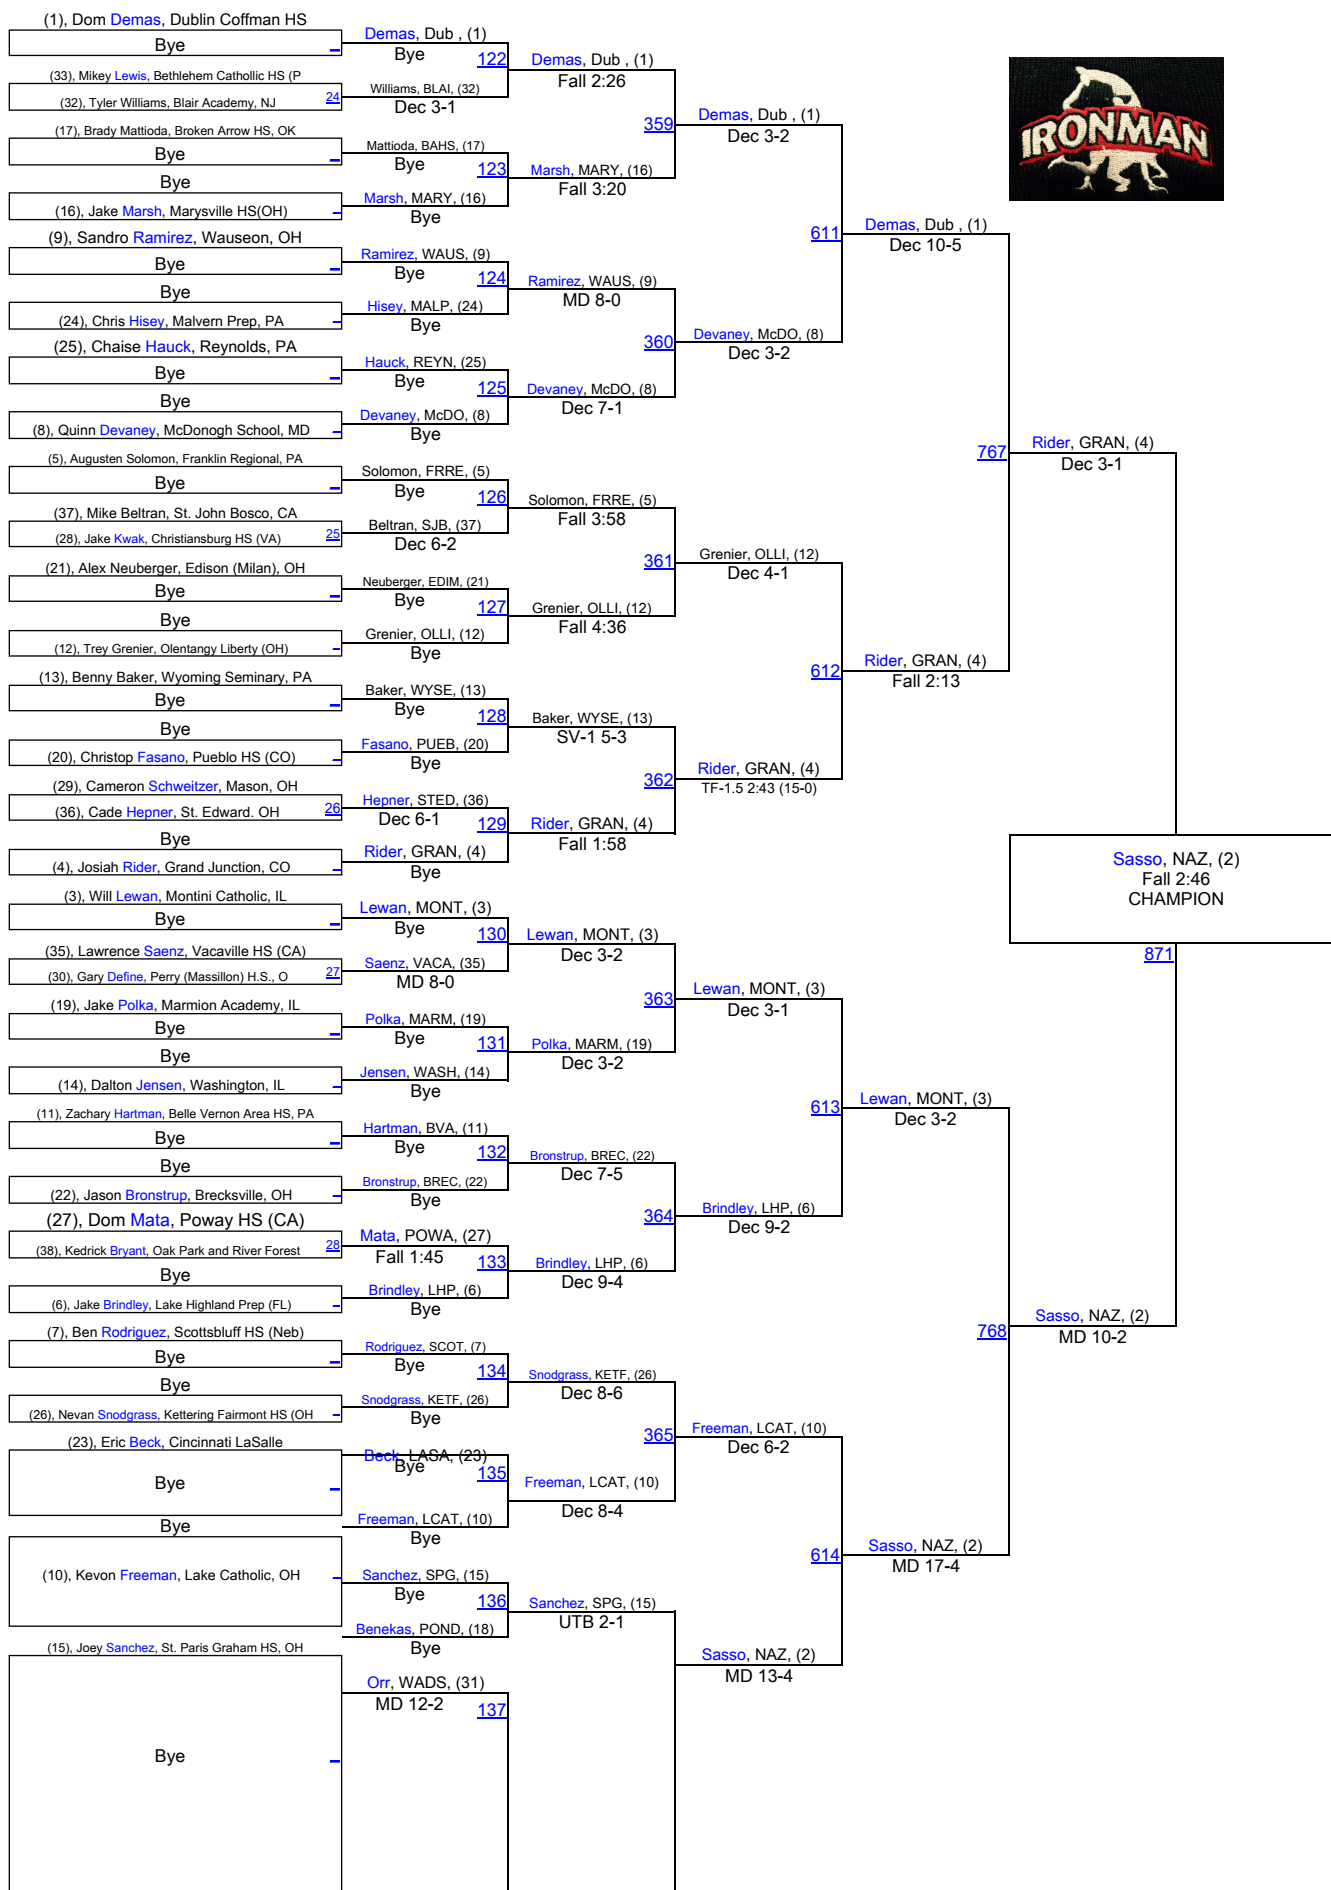 (1), Dom Demas, Dublin Coffman HS
Bye
(33), Mikey Lewis, Bethlehem Cathollic HS (P
(32), Tyler Williams, Blair Academy, NJ 24
(17), Brady Mattioda, Broken Arrow HS, OK
Bye
Bye
(16), Jake Marsh, Marysville HS(OH)
(9), Sandro Ramirez, Wauseon, OH
Bye
Bye
(24), Chris Hisey, Malvern Prep, PA
(25), Chaise Hauck, Reynolds, PA
Bye
Bye
(8), Quinn Devaney, McDonogh School, MD
(5), Augusten Solomon, Franklin Regional, PA
Bye
(37), Mike Beltran, St. John Bosco, CA
(28), Jake Kwak, Christiansburg HS (VA) 25
(21), Alex Neuberger, Edison (Milan), OH
Bye
Bye
(12), Trey Grenier, Olentangy Liberty (OH)
(13), Benny Baker, Wyoming Seminary, PA
Bye
Bye
(20), Christop Fasano, Pueblo HS (CO)
(29), Cameron Schweitzer, Mason, OH
(36), Cade Hepner, St. Edward. OH 26
Bye
(4), Josiah Rider, Grand Junction, CO
(3), Will Lewan, Montini Catholic, IL
Bye
(35), Lawrence Saenz, Vacaville HS (CA)
(30), Gary Define, Perry (Massillon) H.S., O 27
(19), Jake Polka, Marmion Academy, IL
Bye
Bye
(14), Dalton Jensen, Washington, IL
(11), Zachary Hartman, Belle Vernon Area HS, PA
Bye
Bye
(22), Jason Bronstrup, Brecksville, OH
(27), Dom Mata, Poway HS (CA)
(38), Kedrick Bryant, Oak Park and River Forest 28
Bye
(6), Jake Brindley, Lake Highland Prep (FL)
(7), Ben Rodriguez, Scottsbluff HS (Neb)
Bye
Bye
(26), Nevan Snodgrass, Kettering Fairmont HS (OH
(23), Eric Beck, Cincinnati LaSalle
Bye
Bye
(10), Kevon Freeman, Lake Catholic, OH
(15), Joey Sanchez, St. Paris Graham HS, OH
Bye
Demas, Dub , (1)
Bye
122
Williams, BLAI, (32)
Dec 3-1
Mattioda, BAHS, (17)
Bye
123
Marsh, MARY, (16)
Bye
Ramirez, WAUS, (9)
Bye
124
Hisey, MALP, (24)
Bye
Hauck, REYN, (25)
Bye
125
Devaney, McDO, (8)
Bye
Solomon, FRRE, (5)
Bye
126
Beltran, SJB, (37)
Dec 6-2
Neuberger, EDIM, (21)
Bye
127
Grenier, OLLI, (12)
Bye
Baker, WYSE, (13)
Bye
128
Fasano, PUEB, (20)
Bye
Hepner, STED, (36)
Dec 6-1
129
Rider, GRAN, (4)
Bye
Lewan, MONT, (3)
Bye
130
Saenz, VACA, (35)
MD 8-0
Polka, MARM, (19)
Bye
131
Jensen, WASH, (14)
Bye
Hartman, BVA, (11)
Bye
132
Bronstrup, BREC, (22)
Bye
Mata, POWA, (27)
Fall 1:45
133
Brindley, LHP, (6)
Bye
Rodriguez, SCOT, (7)
Bye
134
Snodgrass, KETF, (26)
Bye
Beck, LASA, (23)
Bye
135
Freeman, LCAT, (10)
Bye
Sanchez, SPG, (15)
Bye
136
Benekas, POND, (18)
Bye
Orr, WADS, (31)
MD 12-2
137
Demas, Dub , (1)
Fall 2:26
359
Marsh, MARY, (16)
Fall 3:20
Ramirez, WAUS, (9)
MD 8-0
360
Devaney, McDO, (8)
Dec 7-1
Solomon, FRRE, (5)
Fall 3:58
361
Grenier, OLLI, (12)
Fall 4:36
Baker, WYSE, (13)
SV-1 5-3
362
Rider, GRAN, (4)
Fall 1:58
Lewan, MONT, (3)
Dec 3-2
363
Polka, MARM, (19)
Dec 3-2
Bronstrup, BREC, (22)
Dec 7-5
364
Brindley, LHP, (6)
Dec 9-4
Snodgrass, KETF, (26)
Dec 8-6
365
Freeman, LCAT, (10)
Dec 8-4
Sanchez, SPG, (15)
UTB 2-1
Demas, Dub , (1)
Dec 3-2
611
Devaney, McDO, (8)
Dec 3-2
Grenier, OLLI, (12)
Dec 4-1
612
Rider, GRAN, (4)
TF-1.5 2:43 (15-0)
Lewan, MONT, (3)
Dec 3-1
613
Brindley, LHP, (6)
Dec 9-2
Freeman, LCAT, (10)
Dec 6-2
614
Sasso, NAZ, (2)
MD 13-4
Demas, Dub , (1)
Dec 10-5
767
Rider, GRAN, (4)
Fall 2:13
Lewan, MONT, (3)
Dec 3-2
768
Sasso, NAZ, (2)
MD 17-4
IRONMAN
Rider, GRAN, (4)
Dec 3-1
Sasso, NAZ, (2)
Fall 2:46
CHAMPION
871
Sasso, NAZ, (2)
MD 10-2